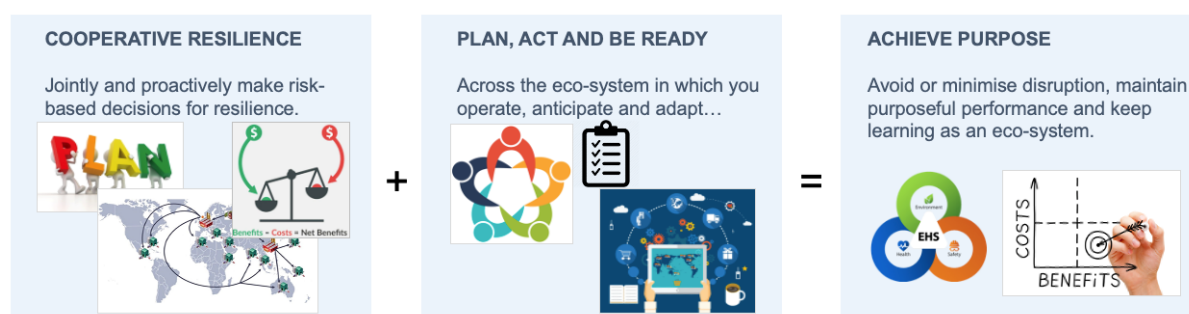 COOPERATIVE RESILIENCE
Jointly and proactively make risk-
based decisions for resilience.
PLAN
$ $
Benefits - Costs = Net Benefits
+
PLAN, ACT AND BE READY
Across the eco-system in which you
operate, anticipate and adapt…
=
ACHIEVE PURPOSE
Avoid or minimise disruption, maintain
purposeful performance and keep
learning as an eco-system.
Environment
EHS
Health
Safety
COSTS
BENEFiTS